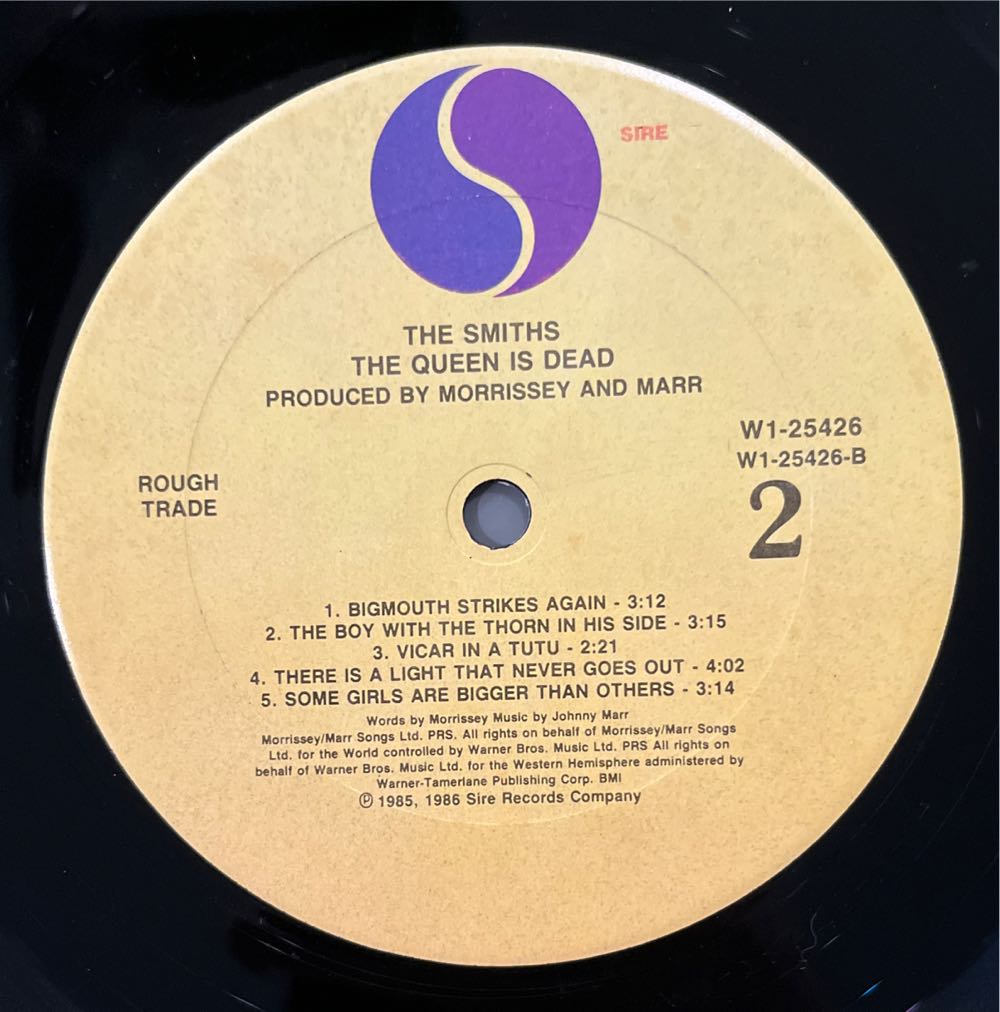 SIRE
THE SMITHS
THE QUEEN IS DEAD
PRODUCED BY MORRISSEY AND MARR
W1-25426
W1-25426-B
2
ROUGH
TRADE
1. BIGMOUTH STRIKES AGAIN - 3:12
2. THE BOY WITH THE THORN IN HIS SIDE - 3:15
3. VICAR IN A TUTU - 2:21
4. THERE IS A LIGHT THAT NEVER GOES OUT - 4:02
5. SOME GIRLS ARE BIGGER THAN OTHERS - 3:14
Words by Morrissey Music by Johnny Marr
Morrissey/Marr Songs Ltd. PRS. All rights on behalf of Morrissey/Marr Songs
Ltd. for the World controlled by Warner Bros. Music Ltd. PRS All rights on
behalf of Warner Bros. Music Ltd. for the Western Hemisphere administered by
Warner-Tamerlane Publishing Corp. BMI
℗ 1985, 1986 Sire Records Company